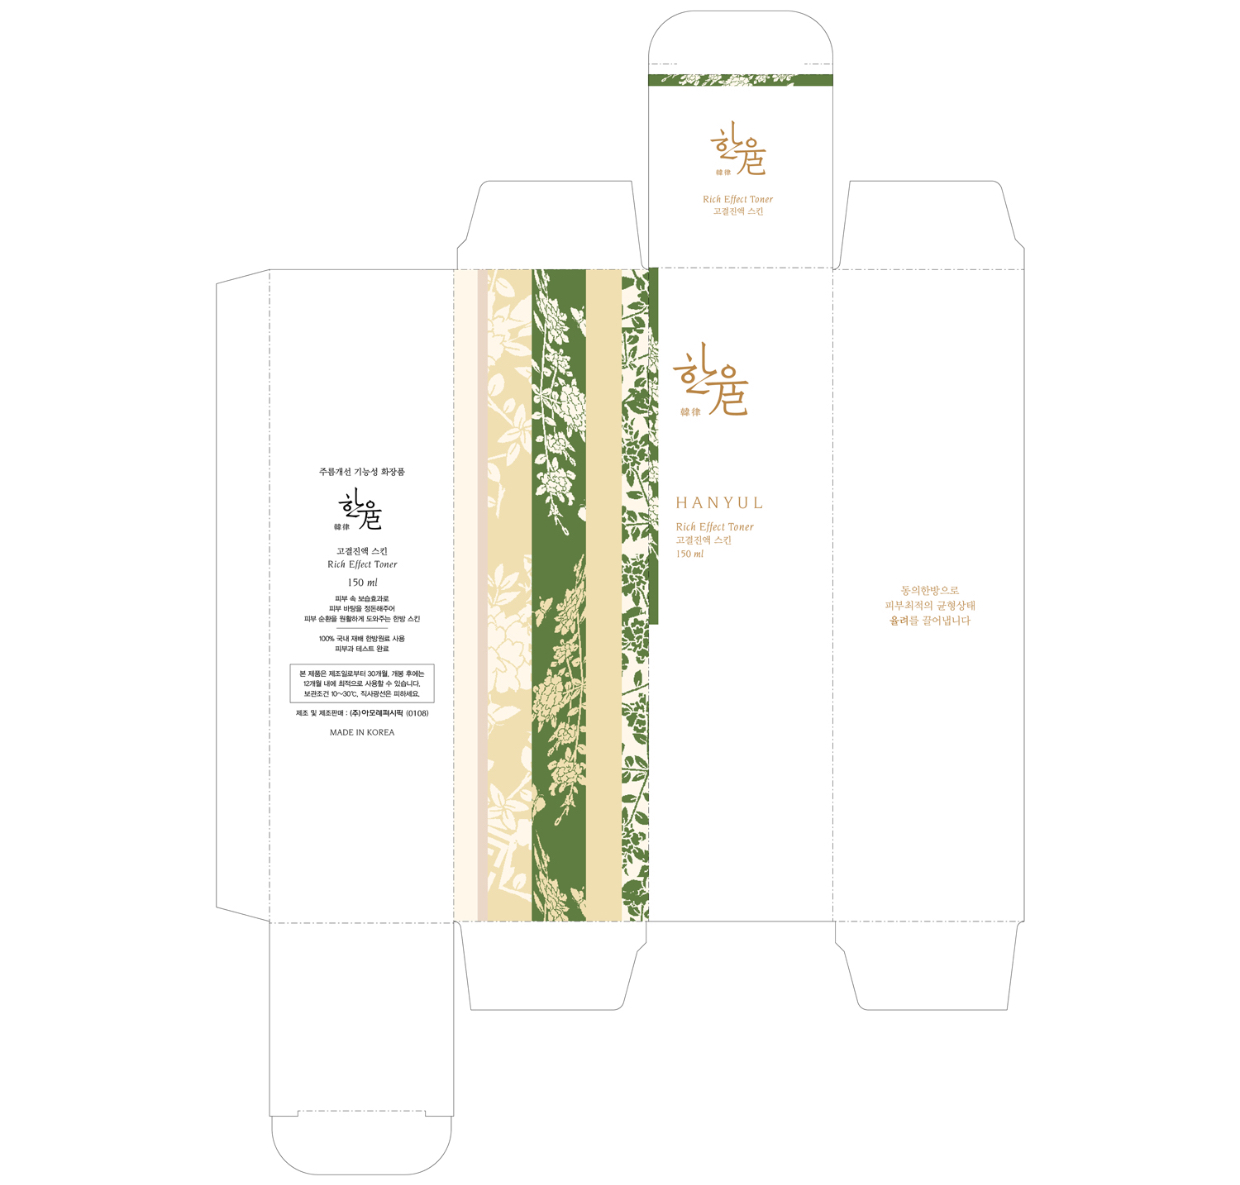 한율
韓律
Rich Effect Toner
고결진액 스킨
한율
韓律
HANYUL
Rich Effect Toner
고결진액 스킨
150 ml
주름개선 기능성 화장품
한율
韓律
고결진액 스킨
Rich Effect Toner
150 ml
피부 속 보습효과로
피부 바탕을 정돈해주어
피부 순환을 원활하게 도와주는 한방 스킨
100% 국내 재배 한방원료 사용
피부과 테스트 완료
본 제품은 제조일로부터 30개월, 개봉 후에는
12개월 내에 최적으로 사용할 수 있습니다.
보관조건 10~30℃, 직사광선은 피하세요.
제조 및 제조판매 : (주)아모레퍼시픽 (0108)
MADE IN KOREA
동의한방으로
피부최적의 균형상태
율려를 끌어냅니다